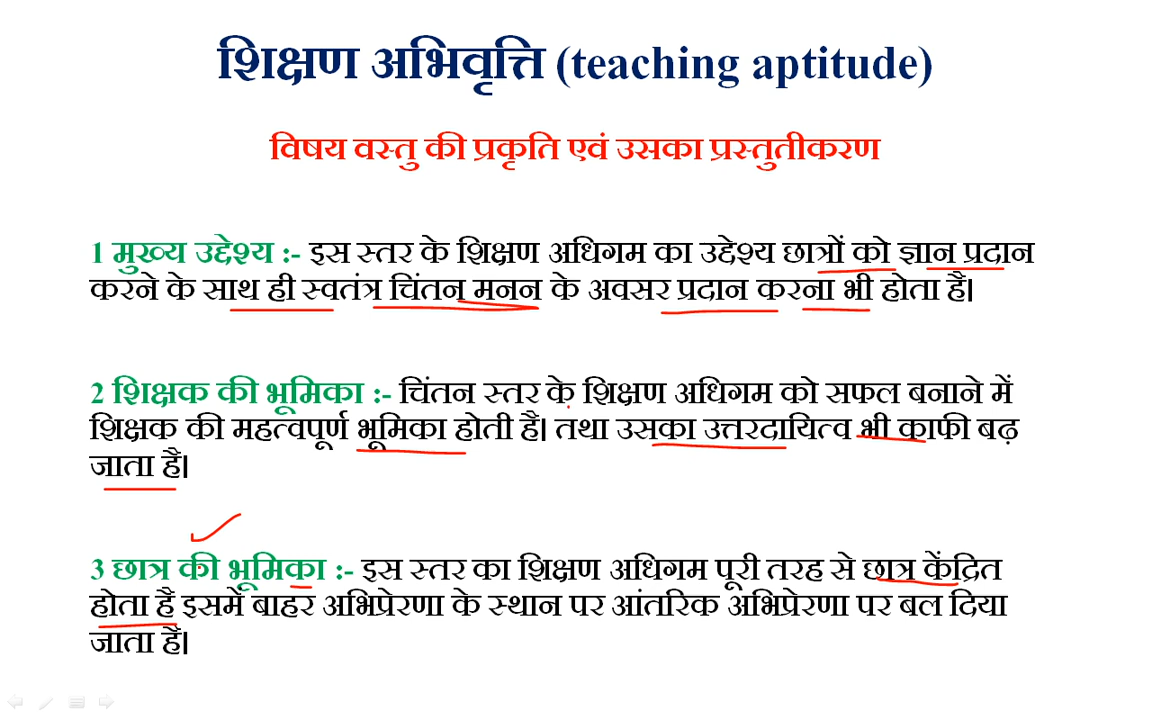 शिक्षण अभिवृत्ति (teaching aptitude)
विषय वस्तु की प्रकृति एवं उसका प्रस्तुतीकरण
1 मुख्य उद्देश्य :- इस स्तर के शिक्षण अधिगम का उद्देश्य छात्रों को ज्ञान प्रदान
करने के साथ ही स्वतंत्र चिंतन मनन के अवसर प्रदान करना भी होता है।
2 शिक्षक की भूमिका :- चिंतन स्तर के शिक्षण अधिगम को सफल बनाने में
शिक्षक की महत्वपूर्ण भूमिका होती है। तथा उसका उत्तरदायित्व भी काफी बढ़
जाता है।
3 छात्र की भूमिका :- इस स्तर का शिक्षण अधिगम पूरी तरह से छात्र केंद्रित
होता है इसमें बाहर अभिप्रेरणा के स्थान पर आंतरिक अभिप्रेरणा पर बल दिया
जाता है।